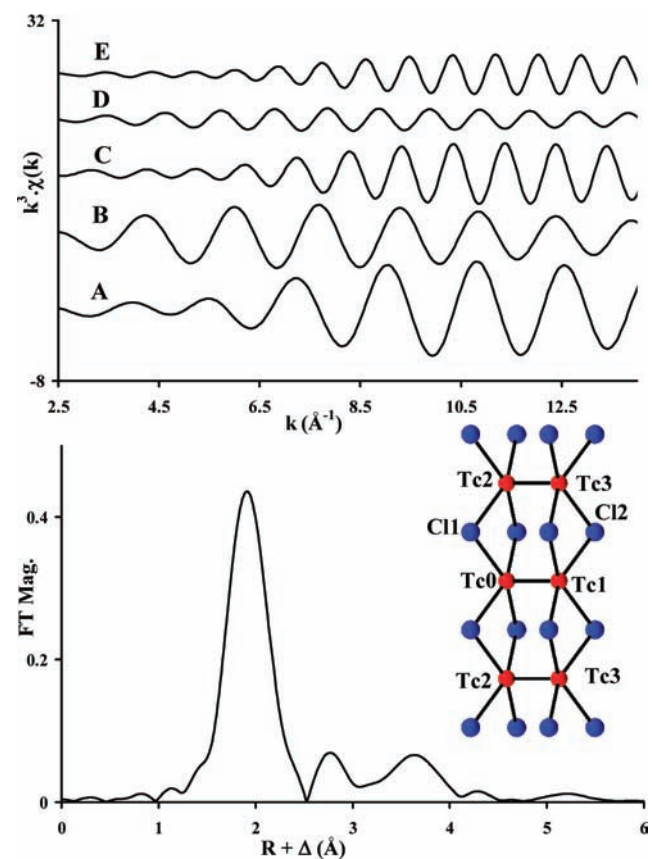 32
E
D
C
B
A
k³.χ(k)
-8
2.5 4.5 6.5 8.5 10.5 12.5
k (Å⁻¹)
0.4
0.2
0
FT Mag.
Tc2 Tc3
Cl1 Cl2
Tc0 Tc1
Tc2 Tc3
0 1 2 3 4 5 6
R + Δ (Å)